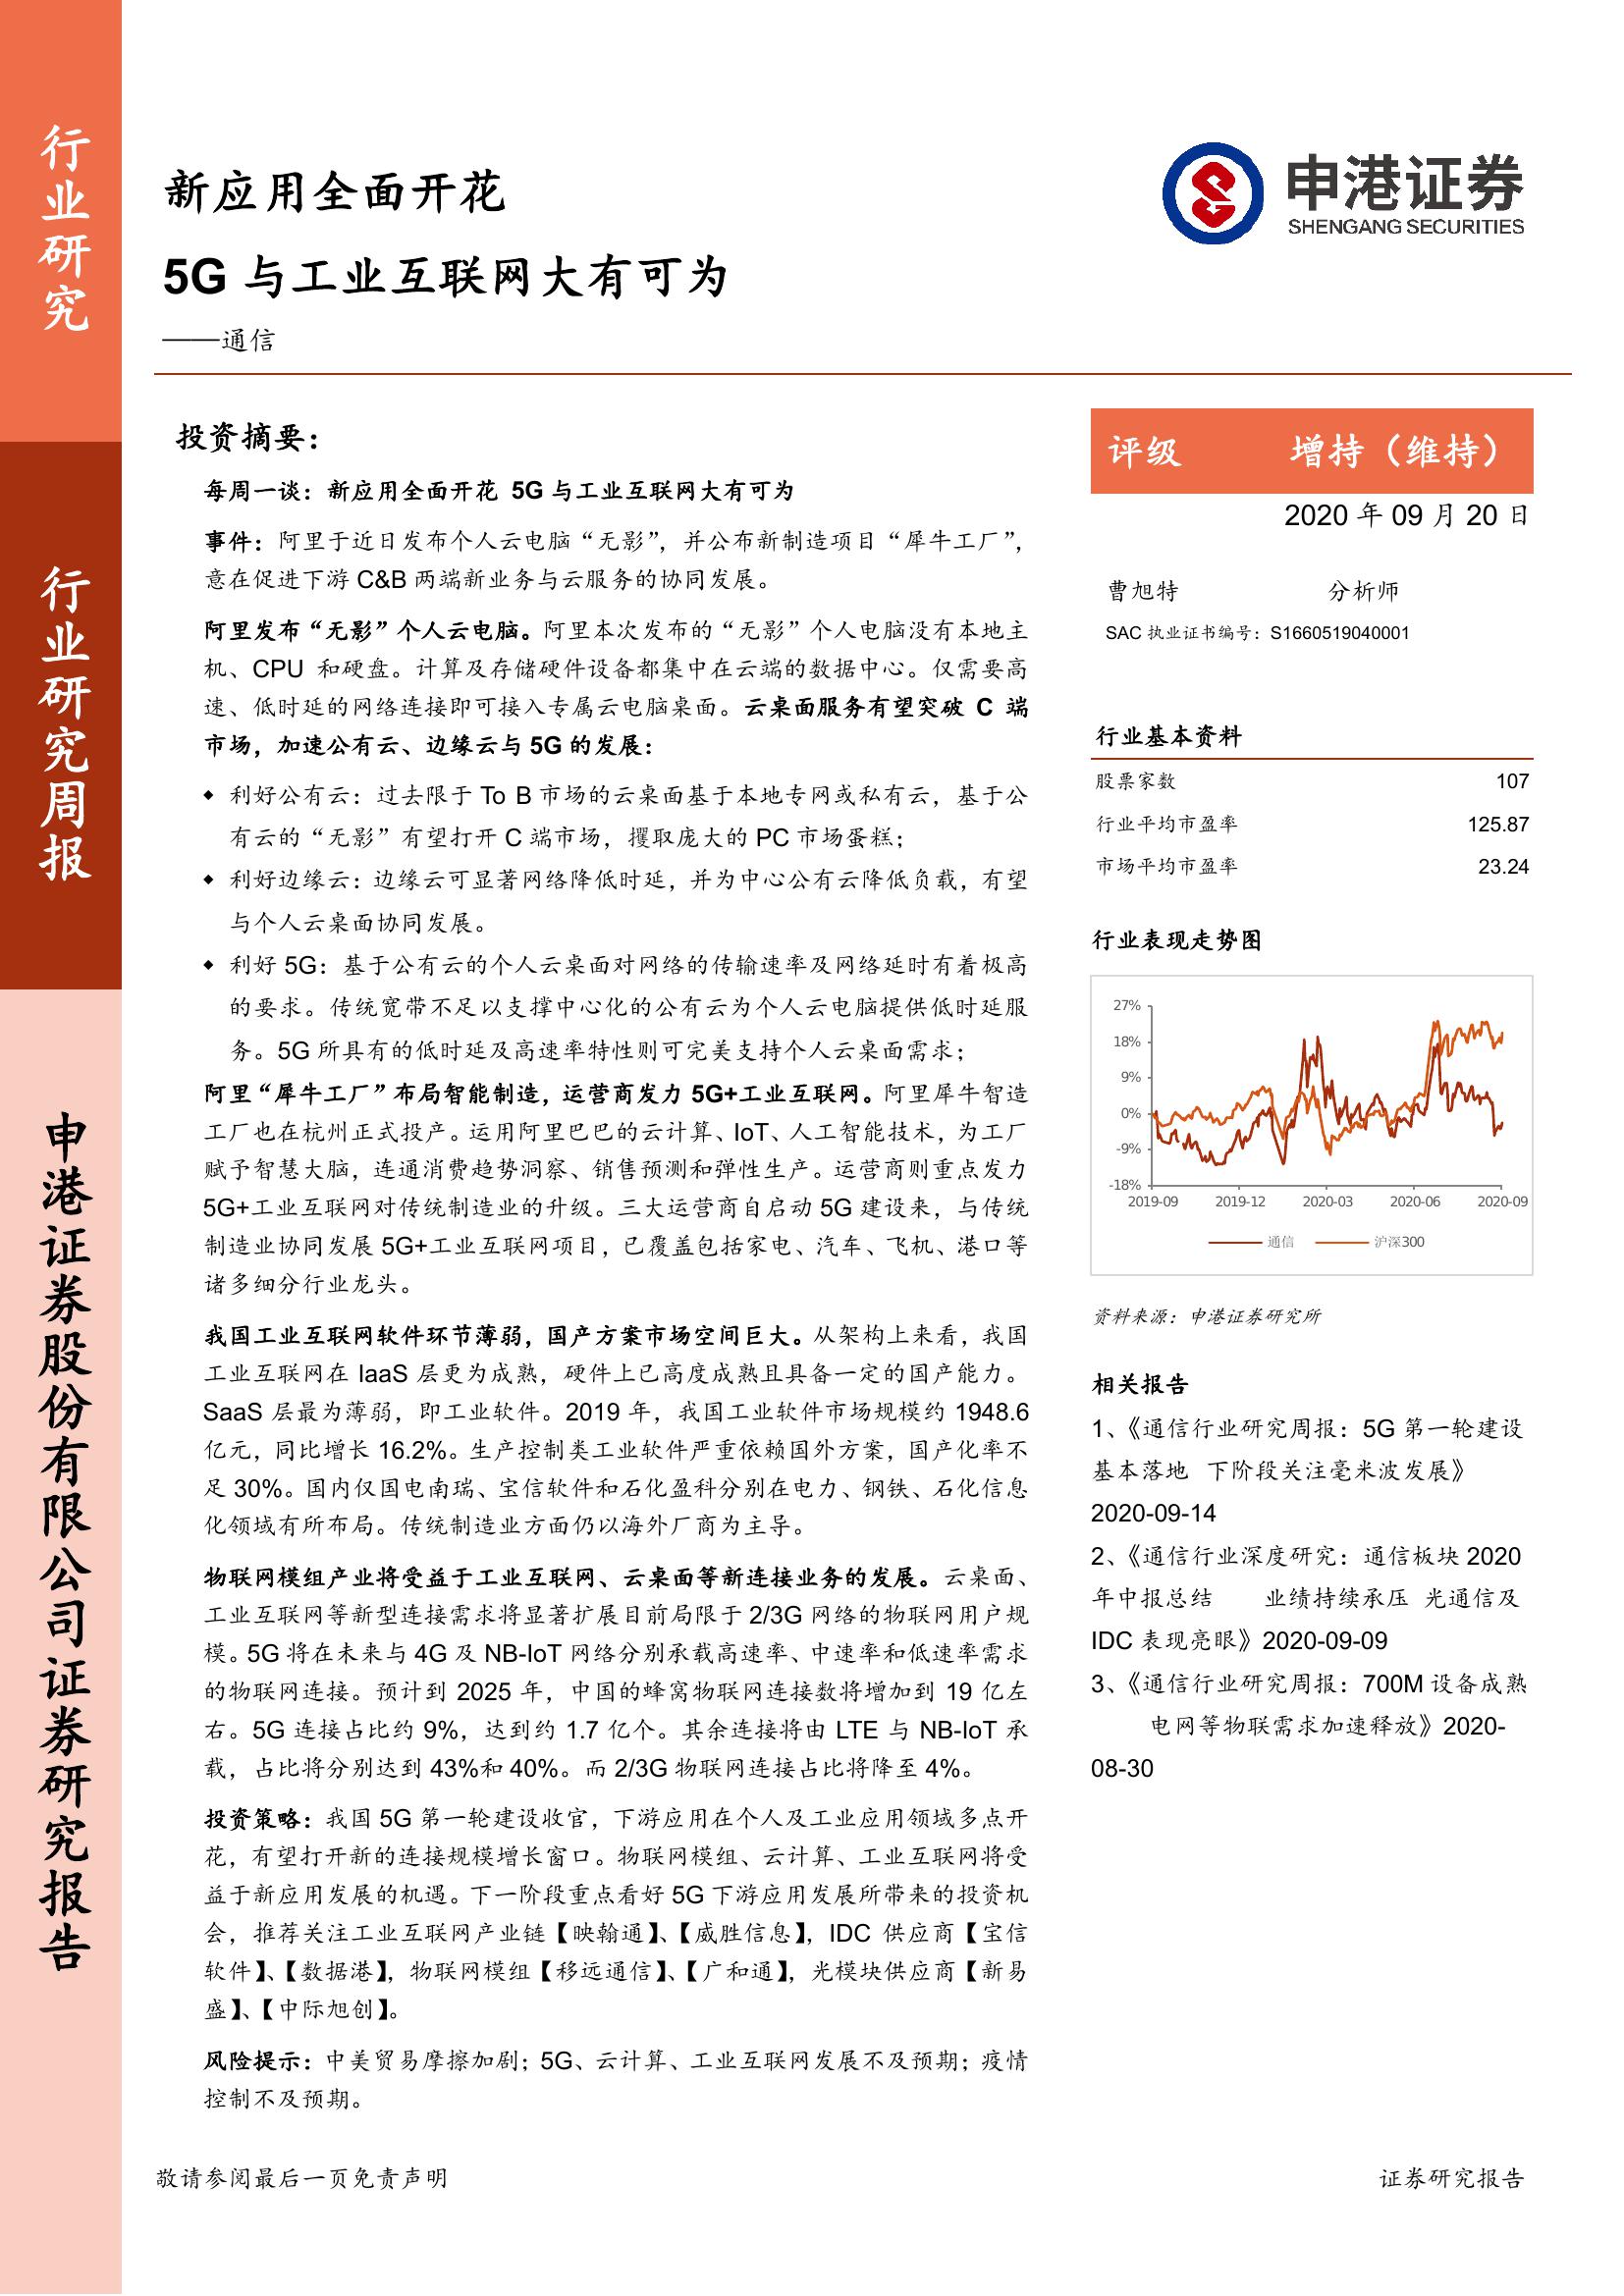 行业研究
行业研究周报
申港证券股份有限公司证券研究报告
新应用全面开花
5G 与工业互联网大有可为
——通信
申港证券
SHENGANG SECURITIES
投资摘要：
每周一谈：新应用全面开花 5G 与工业互联网大有可为
事件：阿里于近日发布个人云电脑“无影”，并公布新制造项目“犀牛工厂”，
意在促进下游 C&B 两端新业务与云服务的协同发展。
阿里发布“无影”个人云电脑。阿里本次发布的“无影”个人电脑没有本地主
机、CPU 和硬盘。计算及存储硬件设备都集中在云端的数据中心。仅需要高
速、低时延的网络连接即可接入专属云电脑桌面。云桌面服务有望突破 C 端
市场，加速公有云、边缘云与 5G 的发展：
◆ 利好公有云：过去限于 To B 市场的云桌面基于本地专网或私有云，基于公
有云的“无影”有望打开 C 端市场，攫取庞大的 PC 市场蛋糕；
◆ 利好边缘云：边缘云可显著网络降低时延，并为中心公有云降低负载，有望
与个人云桌面协同发展。
◆ 利好 5G：基于公有云的个人云桌面对网络的传输速率及网络延时有着极高
的要求。传统宽带不足以支撑中心化的公有云为个人云电脑提供低时延服
务。5G 所具有的低时延及高速率特性则可完美支持个人云桌面需求；
阿里“犀牛工厂”布局智能制造，运营商发力 5G+工业互联网。阿里犀牛智造
工厂也在杭州正式投产。运用阿里巴巴的云计算、IoT、人工智能技术，为工厂
赋予智慧大脑，连通消费趋势洞察、销售预测和弹性生产。运营商则重点发力
5G+工业互联网对传统制造业的升级。三大运营商自启动 5G 建设来，与传统
制造业协同发展 5G+工业互联网项目，已覆盖包括家电、汽车、飞机、港口等
诸多细分行业龙头。
我国工业互联网软件环节薄弱，国产方案市场空间巨大。从架构上来看，我国
工业互联网在 IaaS 层更为成熟，硬件上已高度成熟且具备一定的国产能力。
SaaS 层最为薄弱，即工业软件。2019 年，我国工业软件市场规模约 1948.6
亿元，同比增长 16.2%。生产控制类工业软件严重依赖国外方案，国产化率不
足 30%。国内仅国电南瑞、宝信软件和石化盈科分别在电力、钢铁、石化信息
化领域有所布局。传统制造业方面仍以海外厂商为主导。
物联网模组产业将受益于工业互联网、云桌面等新连接业务的发展。云桌面、
工业互联网等新型连接需求将显著扩展目前局限于 2/3G 网络的物联网用户规
模。5G 将在未来与 4G 及 NB-IoT 网络分别承载高速率、中速率和低速率需求
的物联网连接。预计到 2025 年，中国的蜂窝物联网连接数将增加到 19 亿左
右。5G 连接占比约 9%，达到约 1.7 亿个。其余连接将由 LTE 与 NB-IoT 承
载，占比将分别达到 43%和 40%。而 2/3G 物联网连接占比将降至 4%。
投资策略：我国 5G 第一轮建设收官，下游应用在个人及工业应用领域多点开
花，有望打开新的连接规模增长窗口。物联网模组、云计算、工业互联网将受
益于新应用发展的机遇。下一阶段重点看好 5G 下游应用发展所带来的投资机
会，推荐关注工业互联网产业链【映翰通】、【威胜信息】，IDC 供应商【宝信
软件】、【数据港】，物联网模组【移远通信】、【广和通】，光模块供应商【新易
盛】、【中际旭创】。
风险提示：中美贸易摩擦加剧；5G、云计算、工业互联网发展不及预期；疫情
控制不及预期。
评级 增持（维持）
2020 年 09 月 20 日
曹旭特 分析师
SAC 执业证书编号：S1660519040001
行业基本资料
股票家数 107
行业平均市盈率 125.87
市场平均市盈率 23.24
行业表现走势图
27%
18%
9%
0%
-9%
-18%
2019-09 2019-12 2020-03 2020-06 2020-09
通信 沪深300
资料来源：申港证券研究所
相关报告
1、《通信行业研究周报：5G 第一轮建设
基本落地 下阶段关注毫米波发展》
2020-09-14
2、《通信行业深度研究：通信板块 2020
年中报总结 业绩持续承压 光通信及
IDC 表现亮眼》2020-09-09
3、《通信行业研究周报：700M 设备成熟
电网等物联需求加速释放》2020-
08-30
敬请参阅最后一页免责声明 证券研究报告